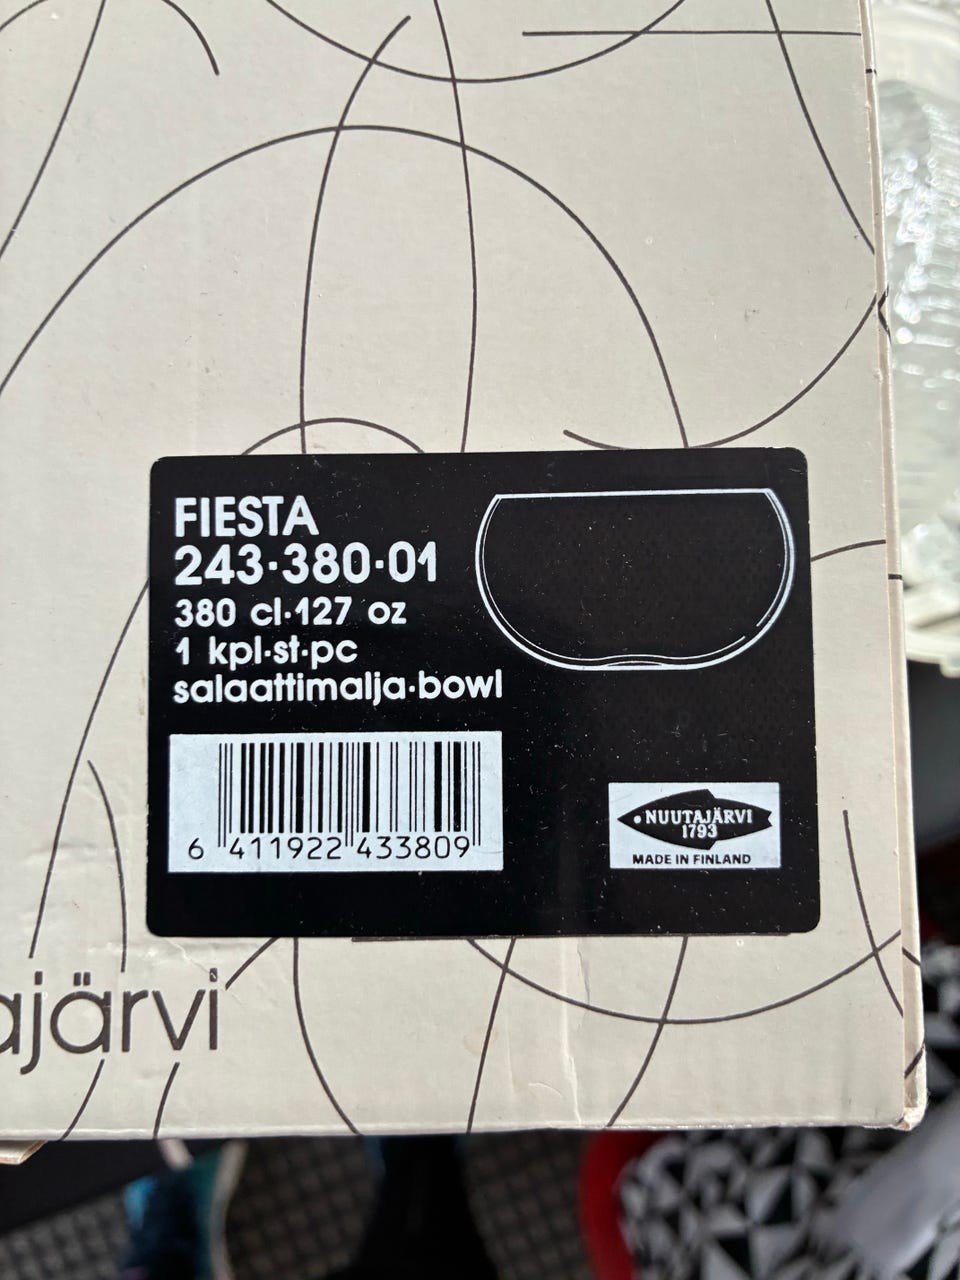 FIESTA
243·380·01
380 cl·127 oz
1 kpl·st·pc
salaattimalja·bowl
6 411922 433809
NUUTAJÄRVI
1793
MADE IN FINLAND
ajärvi